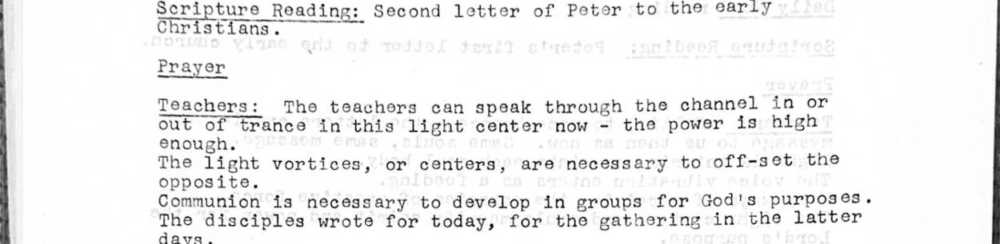 Scripture Reading: Second letter of Peter to the early
Christians.
Prayer
Teachers: The teachers can speak through the channel in or
out of trance in this light center now - the power is high
enough.
The light vortices, or centers, are necessary to off-set the
opposite.
Communion is necessary to develop in groups for God's purposes.
The disciples wrote for today, for the gathering in the latter
days.